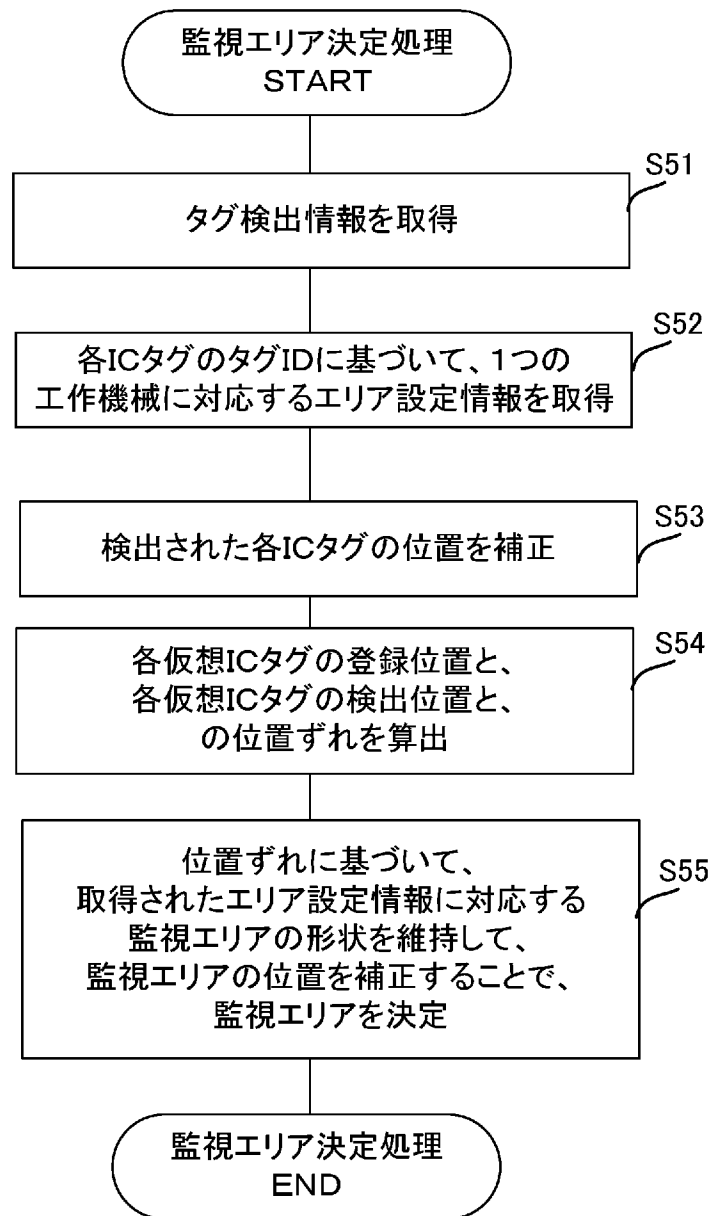 監視エリア決定処理
START
S51
タグ検出情報を取得
S52
各ICタグのタグIDに基づいて、1つの
工作機械に対応するエリア設定情報を取得
S53
検出された各ICタグの位置を補正
S54
各仮想ICタグの登録位置と、
各仮想ICタグの検出位置と、
の位置ずれを算出
S55
位置ずれに基づいて、
取得されたエリア設定情報に対応する
監視エリアの形状を維持して、
監視エリアの位置を補正することで、
監視エリアを決定
監視エリア決定処理
END